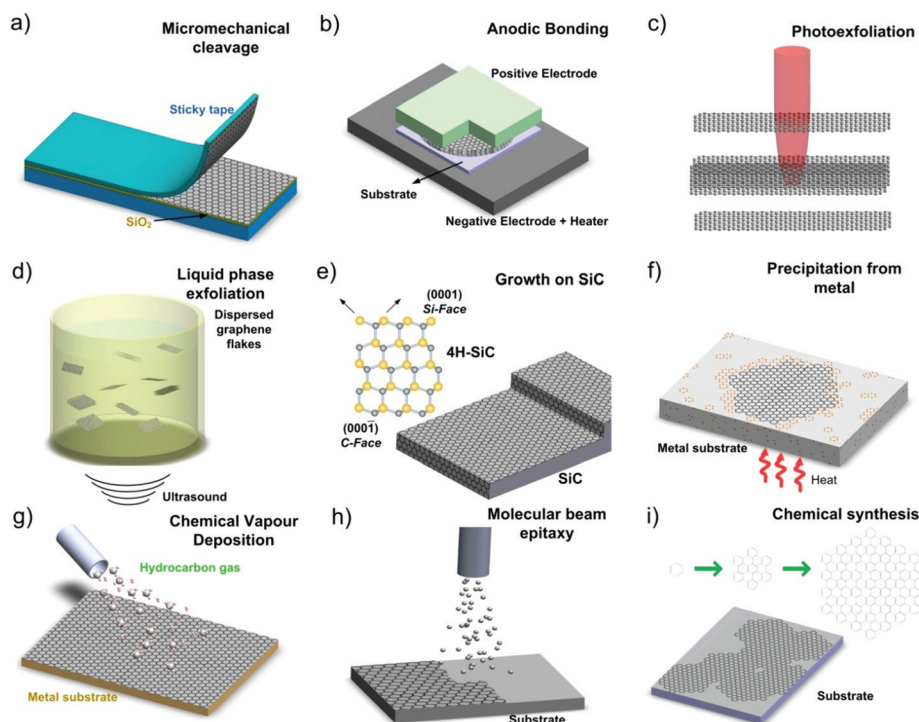 a)
Micromechanical
cleavage
Sticky tape
SiO₂
b)
Anodic Bonding
Positive Electrode
Substrate
Negative Electrode + Heater
c)
Photoexfoliation
d)
Liquid phase
exfoliation
Dispersed
graphene
flakes
Ultrasound
e)
Growth on SiC
(0001)
Si-Face
4H-SiC
(0001̅)
C-Face
SiC
f)
Precipitation from
metal
Metal substrate
Heat
g)
Chemical Vapour
Deposition
Hydrocarbon gas
Metal substrate
h)
Molecular beam
epitaxy
Substrate
i)
Chemical synthesis
Substrate